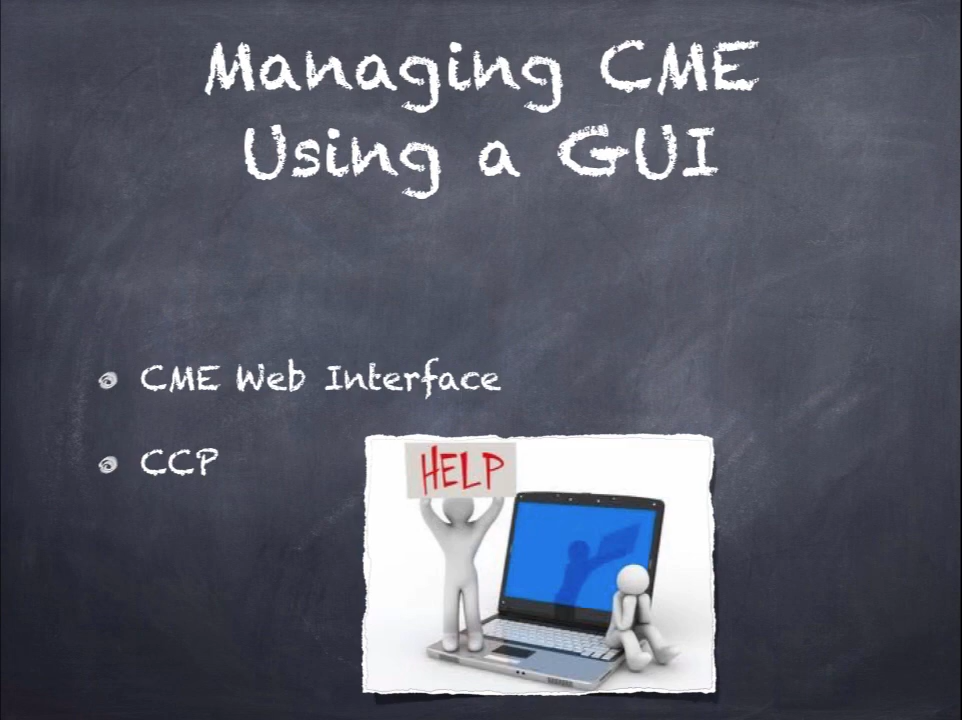 Managing CME
Using a GUI
CME Web Interface
CCP
HELP